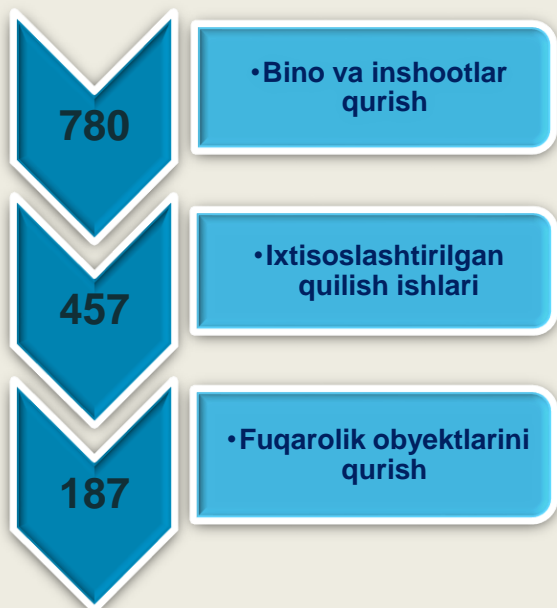 780
•Bino va inshootlar
qurish
457
•Ixtisoslashtirilgan
quilish ishlari
187
•Fuqarolik obyektlarini
qurish